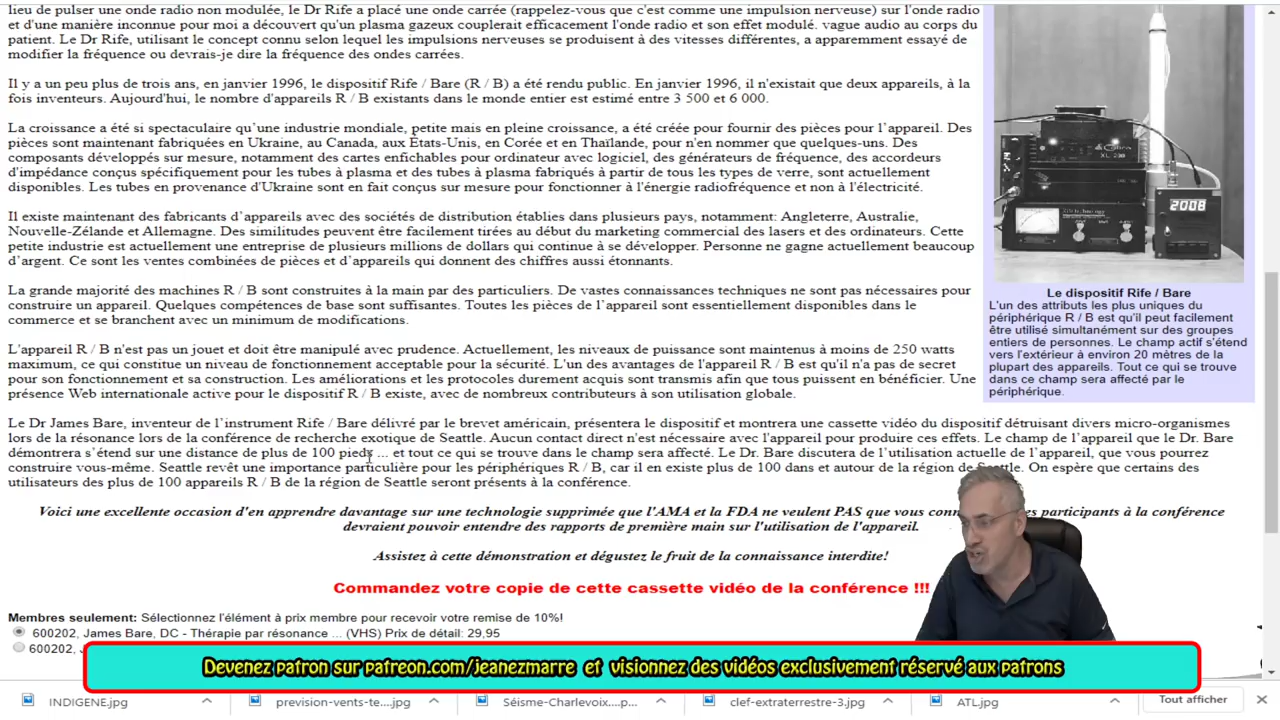 lieu de pulser une onde radio non modulée, le Dr Rife a placé une onde carrée (rappelez-vous que c'est comme une impulsion nerveuse) sur l'onde radio
et d'une manière inconnue pour moi a découvert qu'un plasma gazeux couplerait efficacement l'onde radio et son effet modulé. vague audio au corps du
patient. Le Dr Rife, utilisant le concept connu selon lequel les impulsions nerveuses se produisent à des vitesses différentes, a apparemment essayé de
modifier la fréquence ou devrais-je dire la fréquence des ondes carrées.
Il y a un peu plus de trois ans, en janvier 1996, le dispositif Rife / Bare (R / B) a été rendu public. En janvier 1996, il n'existait que deux appareils, à la
fois inventeurs. Aujourd'hui, le nombre d'appareils R / B existants dans le monde entier est estimé entre 3 500 et 6 000.
La croissance a été si spectaculaire qu'une industrie mondiale, petite mais en pleine croissance, a été créée pour fournir des pièces pour l'appareil. Des
pièces sont maintenant fabriquées en Ukraine, au Canada, aux États-Unis, en Corée et en Thaïlande, pour n'en nommer que quelques-uns. Des
composants développés sur mesure, notamment des cartes enfichables pour ordinateur avec logiciel, des générateurs de fréquence, des accordeurs
d'impédance conçus spécifiquement pour les tubes à plasma et des tubes à plasma fabriqués à partir de tous les types de verre, sont actuellement
disponibles. Les tubes en provenance d'Ukraine sont en fait conçus sur mesure pour fonctionner à l'énergie radiofréquence et non à l'électricité.
Il existe maintenant des fabricants d'appareils avec des sociétés de distribution établies dans plusieurs pays, notamment: Angleterre, Australie,
Nouvelle-Zélande et Allemagne. Des similitudes peuvent être facilement tirées au début du marketing commercial des lasers et des ordinateurs. Cette
petite industrie est actuellement une entreprise de plusieurs millions de dollars qui continue à se développer. Personne ne gagne actuellement beaucoup
d'argent. Ce sont les ventes combinées de pièces et d'appareils qui donnent des chiffres aussi étonnants.
La grande majorité des machines R / B sont construites à la main par des particuliers. De vastes connaissances techniques ne sont pas nécessaires pour
construire un appareil. Quelques compétences de base sont suffisantes. Toutes les pièces de l'appareil sont essentiellement disponibles dans le
commerce et se branchent avec un minimum de modifications.
L'appareil R / B n'est pas un jouet et doit être manipulé avec prudence. Actuellement, les niveaux de puissance sont maintenus à moins de 250 watts
maximum, ce qui constitue un niveau de fonctionnement acceptable pour la sécurité. L'un des avantages de l'appareil R / B est qu'il n'a pas de secret
pour son fonctionnement et sa construction. Les améliorations et les protocoles durement acquis sont transmis afin que tous puissent en bénéficier. Une
présence Web internationale active pour le dispositif R / B existe, avec de nombreux contributeurs à son utilisation globale.
2008
Le dispositif Rife / Bare
L'un des attributs les plus uniques du
périphérique R / B est qu'il peut facilement
être utilisé simultanément sur des groupes
entiers de personnes. Le champ actif s'étend
vers l'extérieur à environ 20 mètres de la
plupart des appareils. Tout ce qui se trouve
dans ce champ sera affecté par le
périphérique.
Le Dr James Bare, inventeur de l'instrument Rife / Bare délivré par le brevet américain, présentera le dispositif et montrera une cassette vidéo du dispositif détruisant divers micro-organismes
lors de la résonance lors de la conférence de recherche exotique de Seattle. Aucun contact direct n'est nécessaire avec l'appareil pour produire ces effets. Le champ de l'appareil que le Dr. Bare
démontrera s'étend sur une distance de plus de 100 pieds ... et tout ce qui se trouve dans le champ sera affecté. Le Dr. Bare discutera de l'utilisation actuelle de l'appareil, que vous pourrez
construire vous-même. Seattle revêt une importance particulière pour les périphériques R / B, car il en existe plus de 100 dans et autour de la région de Seattle. On espère que certains des
utilisateurs des plus de 100 appareils R / B de la région de Seattle seront présents à la conférence.
Voici une excellente occasion d'en apprendre davantage sur une technologie supprimée que l'AMA et la FDA ne veulent PAS que vous participants à la conférence
devraient pouvoir entendre des rapports de première main sur l'utilisation de l'appareil.
Assistez à cette démonstration et dégustez le fruit de la connaissance interdite!
Commandez votre copie de cette cassette vidéo de la conférence !!!
Membres seulement: Sélectionnez l'élément à prix membre pour recevoir votre remise de 10%!
600202, James Bare, DC - Thérapie par résonance ... (VHS) Prix de détail: 29,95
600202,
Devenez patron sur patreon.com/jeanezmarre et visionnez des vidéos exclusivement réservé aux patrons
INDIGENE.jpg
prevision-vents-te....jpg
Séisme-Charlevoix....p...
clef-extraterrestre-3.jpg
ATL.jpg
Tout afficher